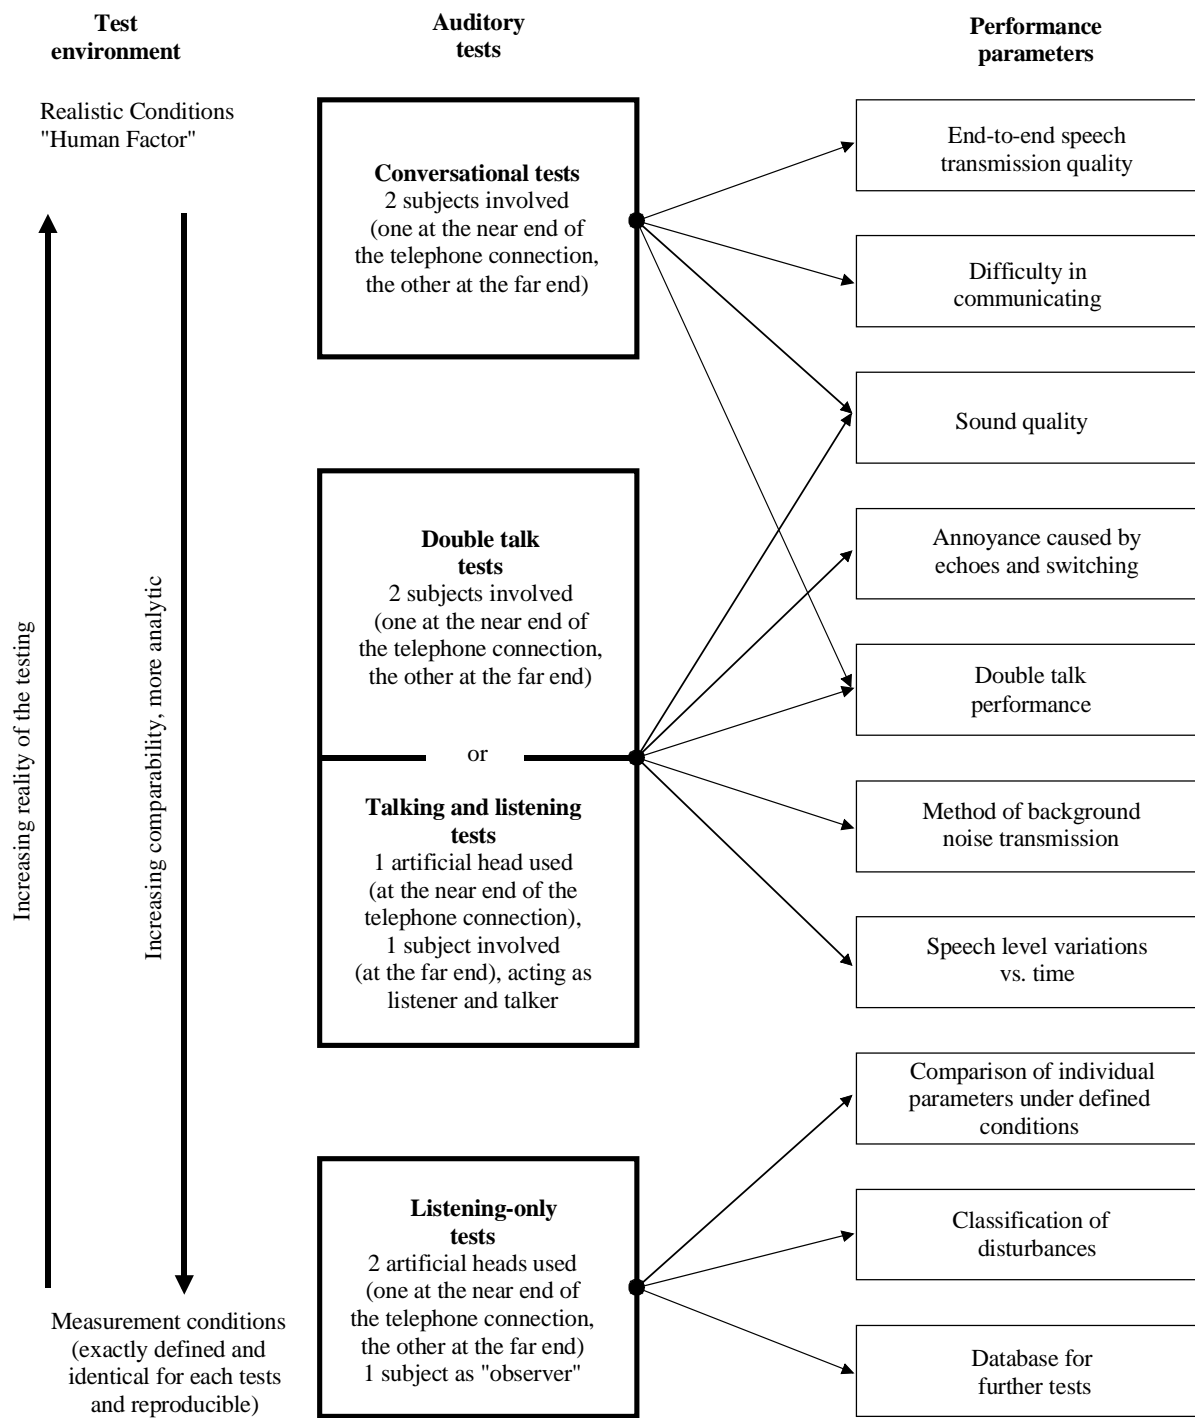 Test
environment
Auditory
tests
Performance
parameters
Realistic Conditions
"Human Factor"
Increasing reality of the testing
Increasing comparability, more analytic
Measurement conditions
(exactly defined and
identical for each tests
and reproducible)
Conversational tests
2 subjects involved
(one at the near end of
the telephone connection,
the other at the far end)
Double talk
tests
2 subjects involved
(one at the near end of
the telephone connection,
the other at the far end)
or
Talking and listening
tests
1 artificial head used
(at the near end of the
telephone connection),
1 subject involved
(at the far end), acting as
listener and talker
Listening-only
tests
2 artificial heads used
(one at the near end of
the telephone connection,
the other at the far end)
1 subject as "observer"
End-to-end speech
transmission quality
Difficulty in
communicating
Sound quality
Annoyance caused by
echoes and switching
Double talk
performance
Method of background
noise transmission
Speech level variations
vs. time
Comparison of individual
parameters under defined
conditions
Classification of
disturbances
Database for
further tests